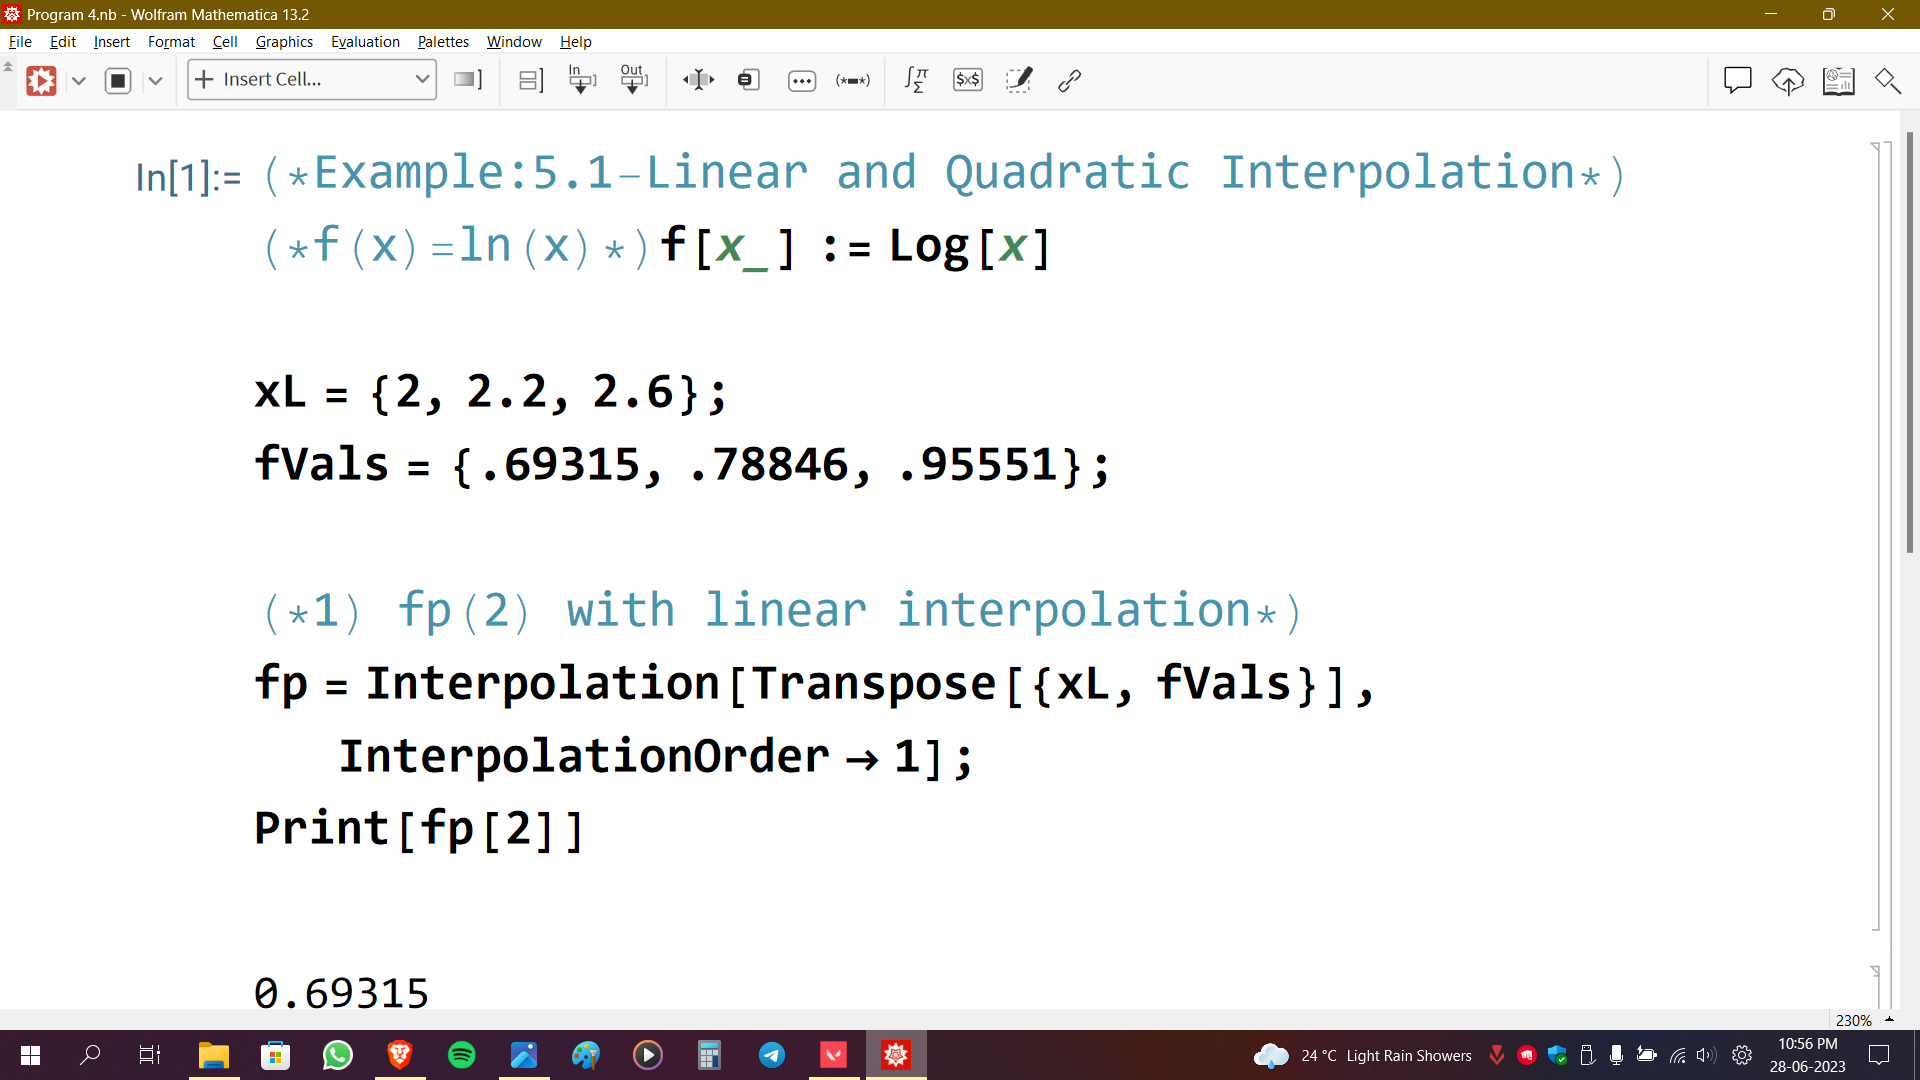 Program 4.nb - Wolfram Mathematica 13.2
File Edit Insert Format Cell Graphics Evaluation Palettes Window Help
Insert Cell... In Out (*▬*) ∫π Σ $x$
In[1]:= (*Example:5.1-Linear and Quadratic Interpolation*)
(*f(x)=ln(x)*)f[x_] := Log[x]
xL = {2, 2.2, 2.6};
fVals = {.69315, .78846, .95551};
(*1) fp(2) with linear interpolation*)
fp = Interpolation[Transpose[{xL, fVals}],
InterpolationOrder → 1];
Print[fp[2]]
0.69315
230%
24 °C Light Rain Showers
10:56 PM
28-06-2023